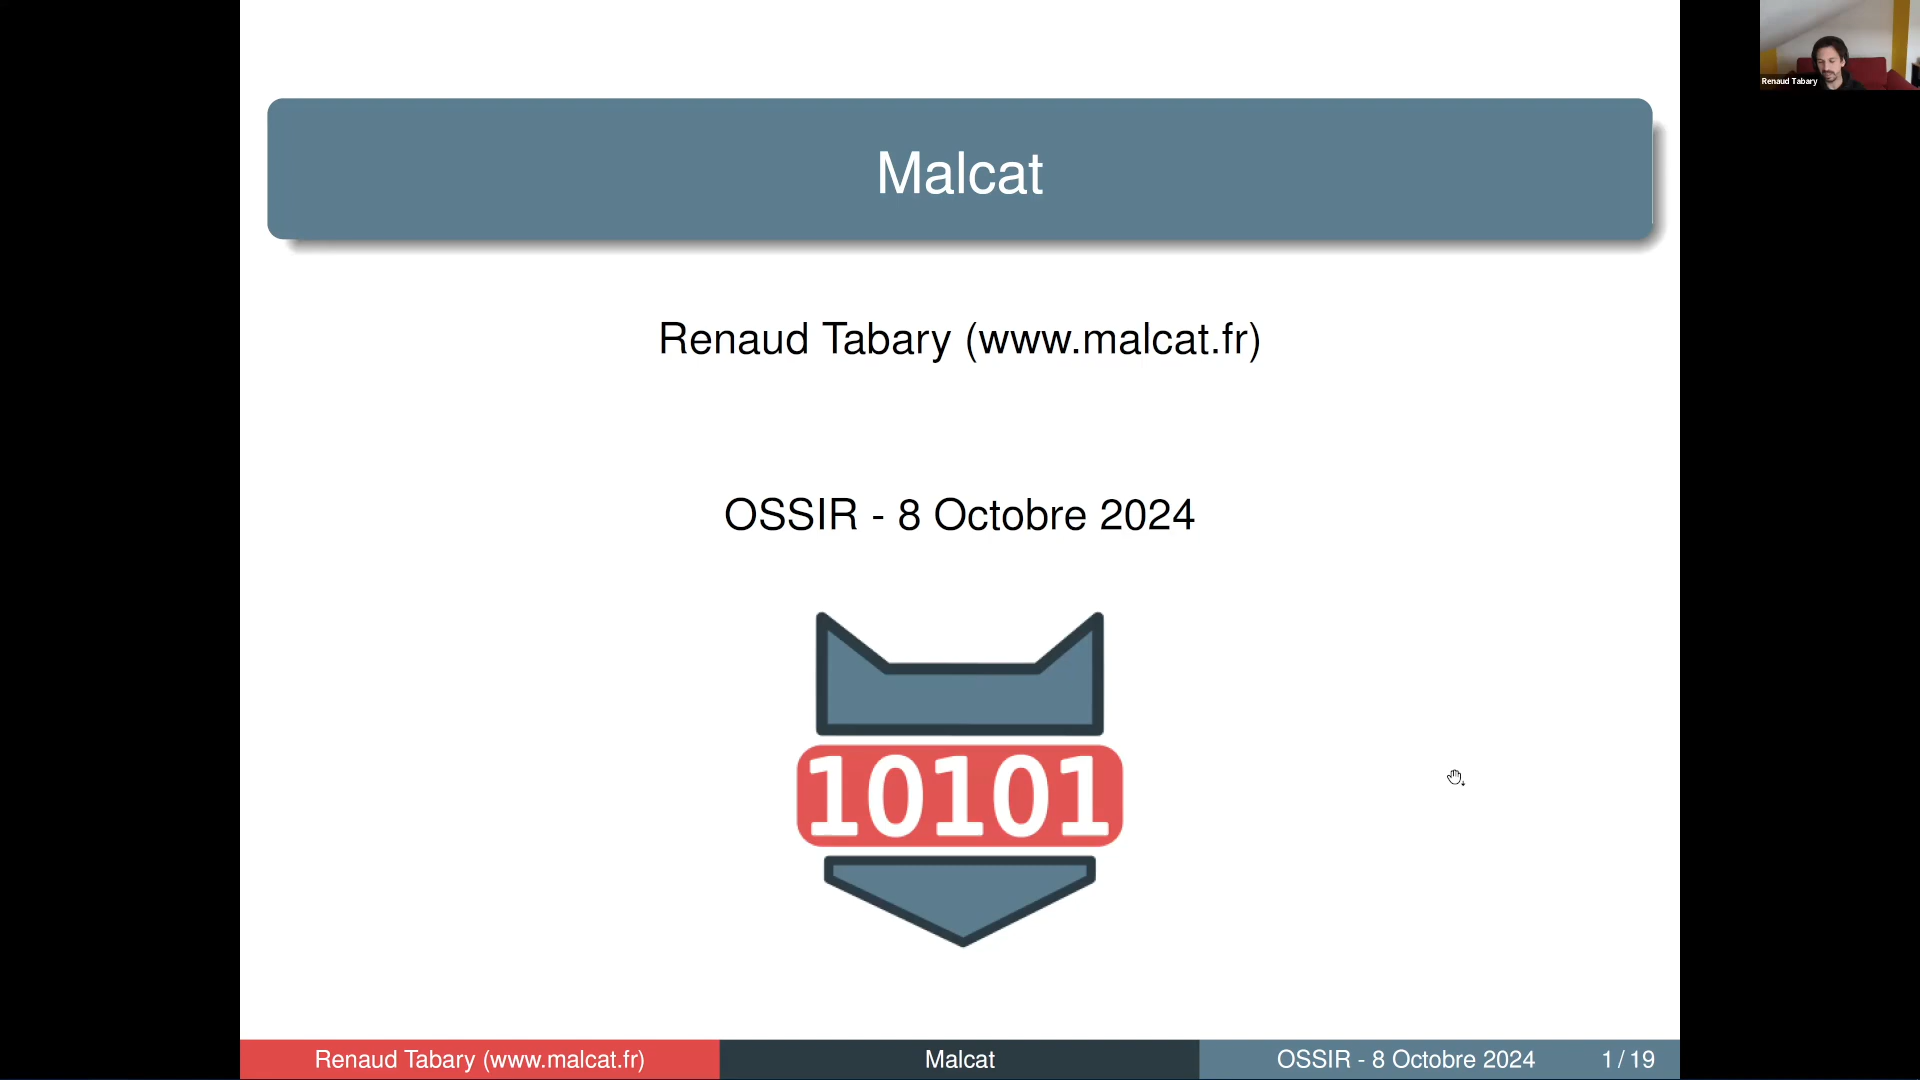 Renaud Tabary
Malcat
Renaud Tabary (www.malcat.fr)
OSSIR - 8 Octobre 2024
10101
Renaud Tabary (www.malcat.fr)
Malcat
OSSIR - 8 Octobre 2024
1 / 19